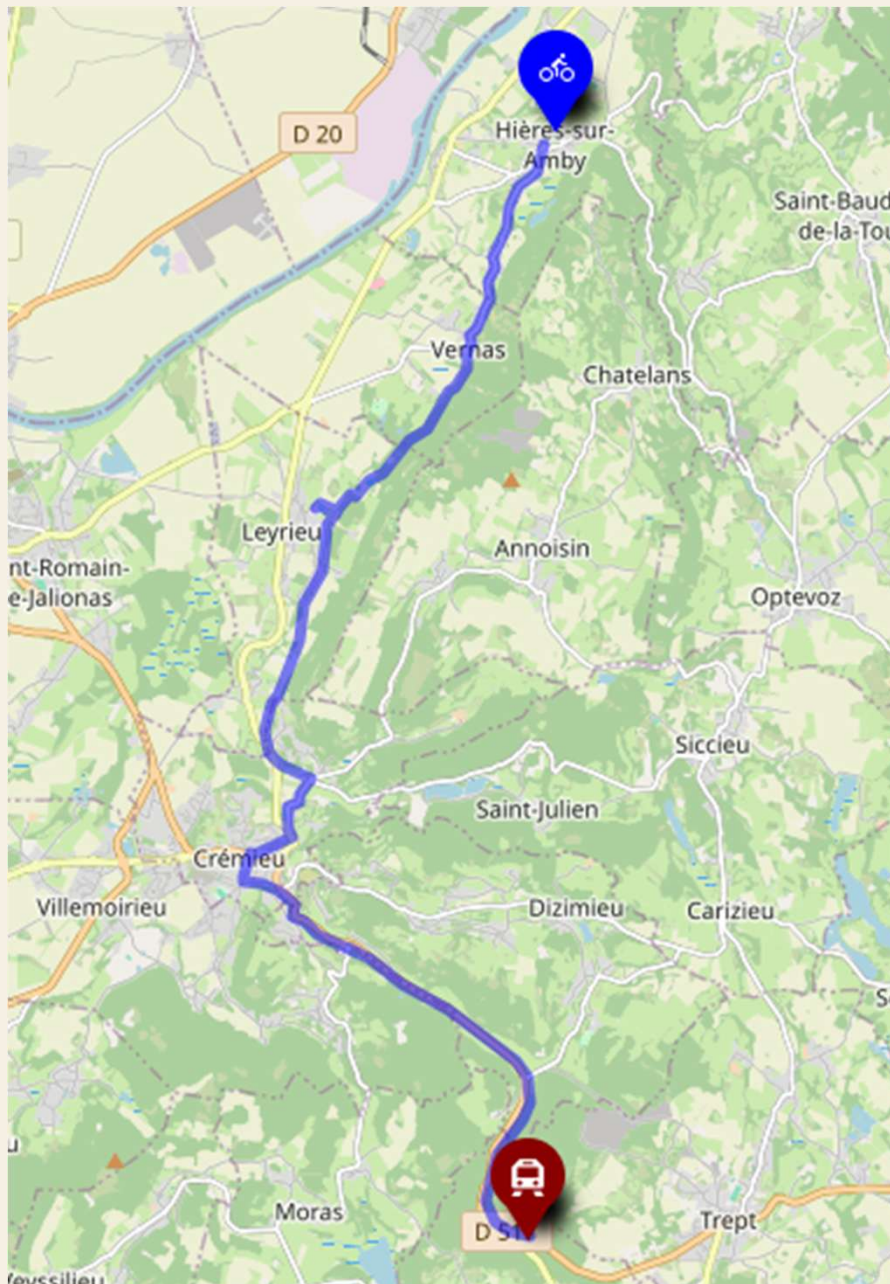 D 20
Hières-sur-
Amby
Saint-Baud
de-la-Tou
Vernas
Chatelans
Leyrieu
Annoisin
nt-Romain-
e-Jalionas
Optevoz
Siccieu
Saint-Julien
Crémieu
Villemoirieu
Dizimieu
Carizieu
Moras
Trept